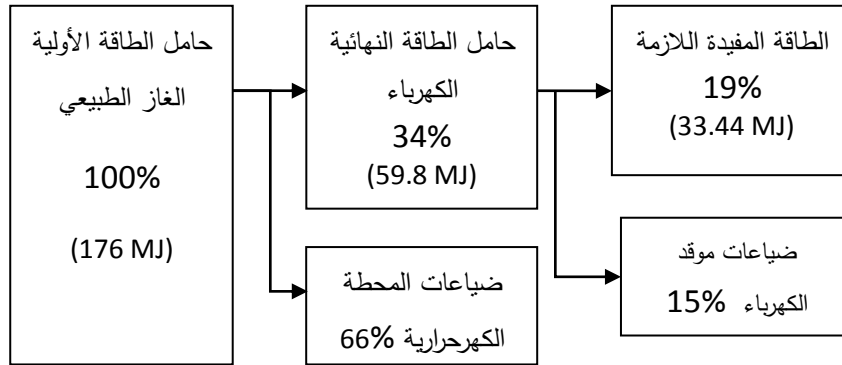 حامل الطاقة الأولية
الغاز الطبيعي
100%
(176 MJ)
حامل الطاقة النهائية
الكهرباء
34%
(59.8 MJ)
ضياعات المحطة
الكهرحرارية 66%
الطاقة المفيدة اللازمة
19%
(33.44 MJ)
ضياعات موقد
الكهرباء 15%